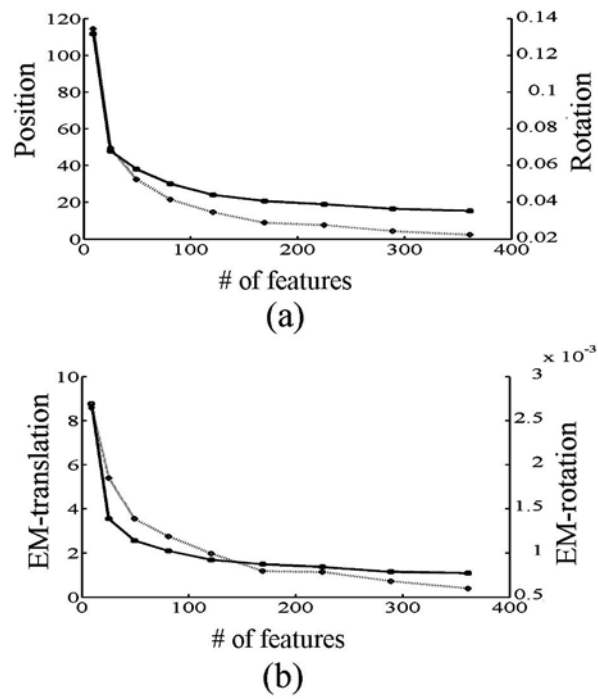 120
100
80
60
40
20
0
Position
0.14
0.12
0.1
0.08
0.06
0.04
0.02
Rotation
0 100 200 300 400
# of features
(a)
x 10⁻³
10
8
6
4
2
0
EM-translation
3
2.5
2
1.5
1
0.5
EM-rotation
0 100 200 300 400
# of features
(b)